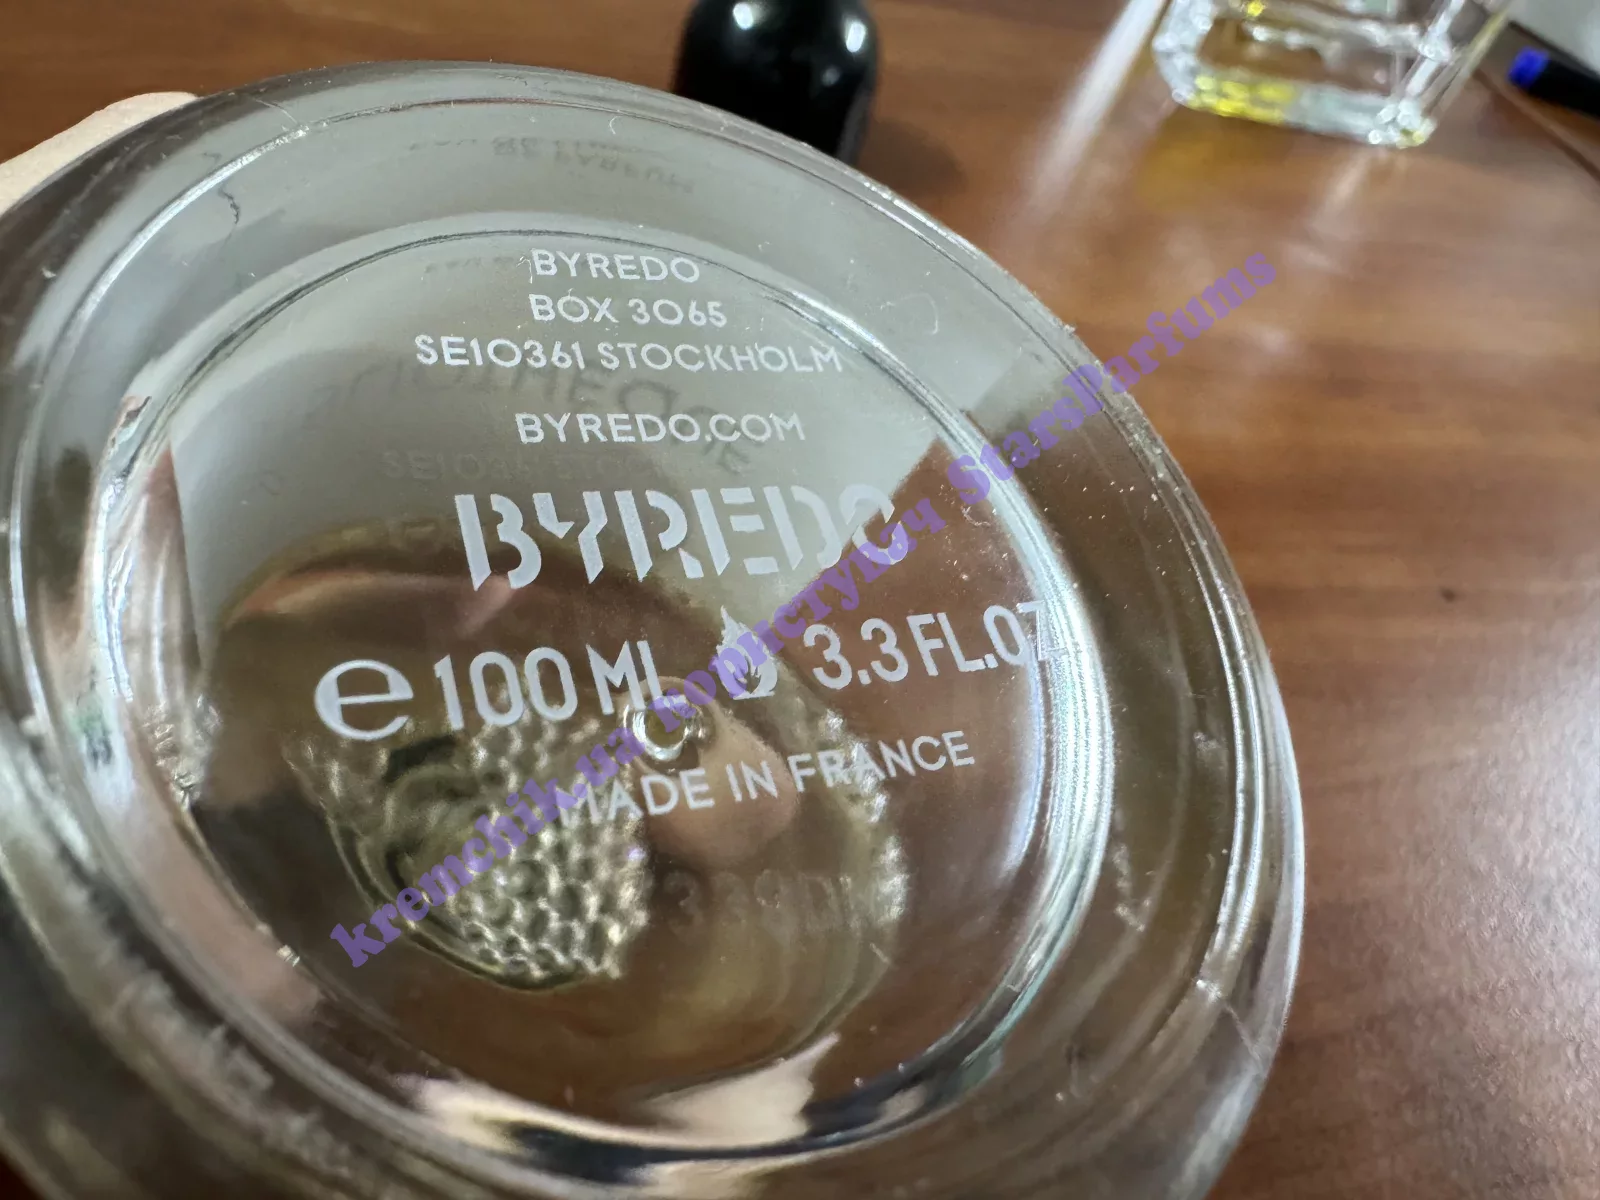 BYREDO
BOX 3065
SE10361 STOCKHOLM
BYREDO.COM
BYREDO
e 100 ML 3.3 FL.OZ
MADE IN FRANCE
kremchik.ua користувач StarsParfums